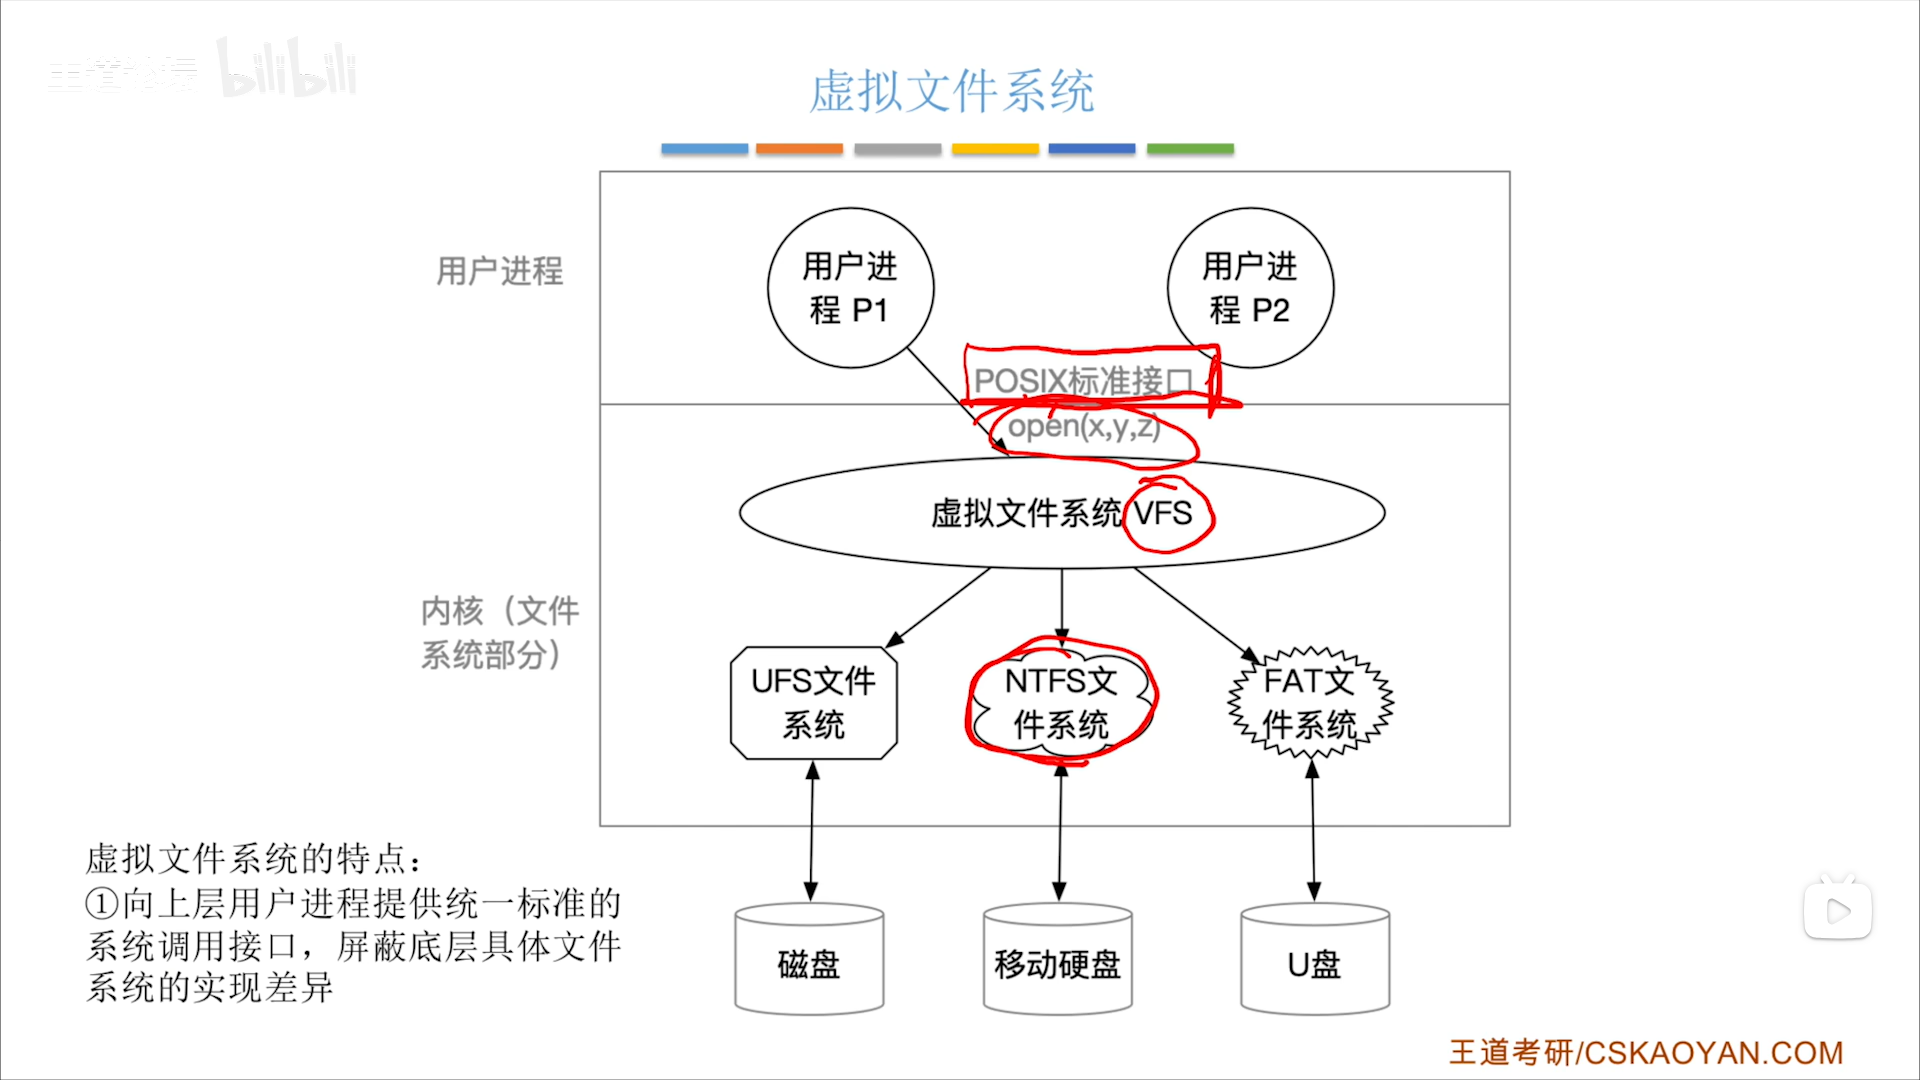 王道论坛 bilibili
虚拟文件系统
用户进程
用户进
程 P1
用户进
程 P2
POSIX标准接口
open(x,y,z)
虚拟文件系统 VFS
内核（文件
系统部分）
UFS文件
系统
NTFS文
件系统
FAT文
件系统
磁盘
移动硬盘
U盘
虚拟文件系统的特点：
①向上层用户进程提供统一标准的
系统调用接口，屏蔽底层具体文件
系统的实现差异
王道考研/CSKAOYAN.COM